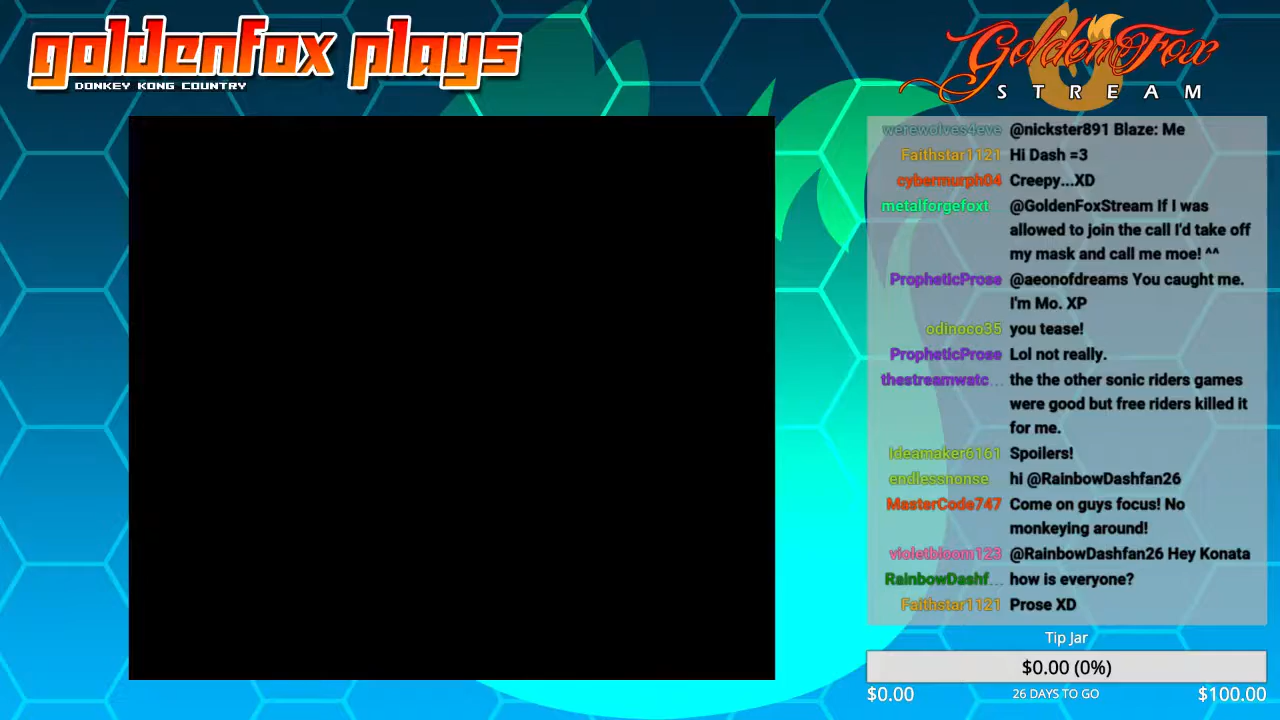 goldenfox plays
DONKEY KONG COUNTRY
GoldenFox
STREAM
werewolves4eve @nickster891 Blaze: Me
Faithstar1121 Hi Dash =3
cybermurph04 Creepy...XD
metalforgefoxt @GoldenFoxStream If I was
allowed to join the call I'd take off
my mask and call me moe! ^^
PropheticProse @aeonofdreams You caught me.
I'm Mo. XP
odinoco35 you tease!
PropheticProse Lol not really.
thestreamwatc... the the other sonic riders games
were good but free riders killed it
for me.
Ideamaker6161 Spoilers!
endlessnonse hi @RainbowDashfan26
MasterCode747 Come on guys focus! No
monkeying around!
violetbloom123 @RainbowDashfan26 Hey Konata
RainbowDashf... how is everyone?
Faithstar1121 Prose XD
Tip Jar
$0.00 (0%)
$0.00 26 DAYS TO GO $100.00